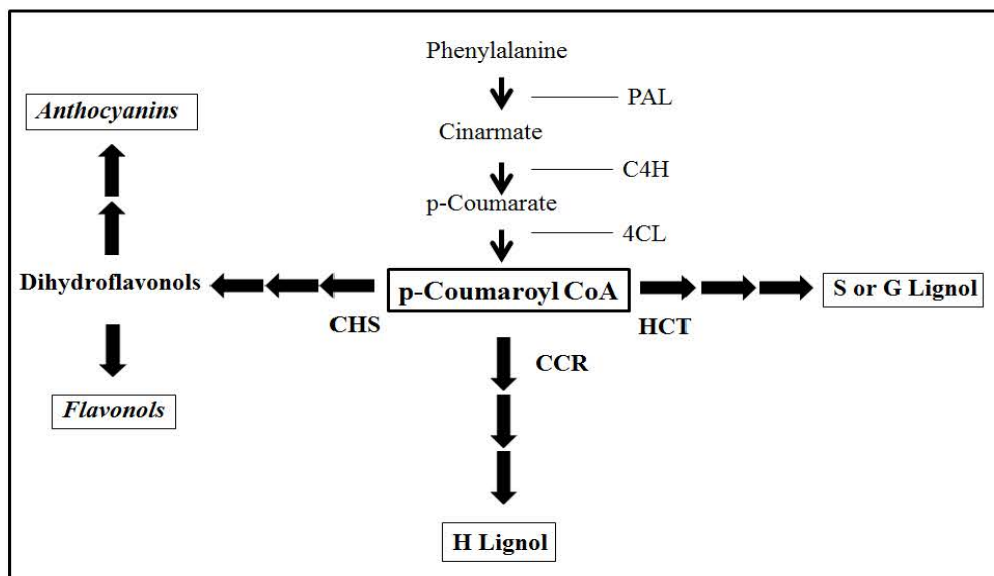 Phenylalanine
PAL
Anthocyanins
Cinarmate
C4H
p-Coumarate
4CL
Dihydroflavonols
p-Coumaroyl CoA
S or G Lignol
CHS
HCT
CCR
Flavonols
H Lignol